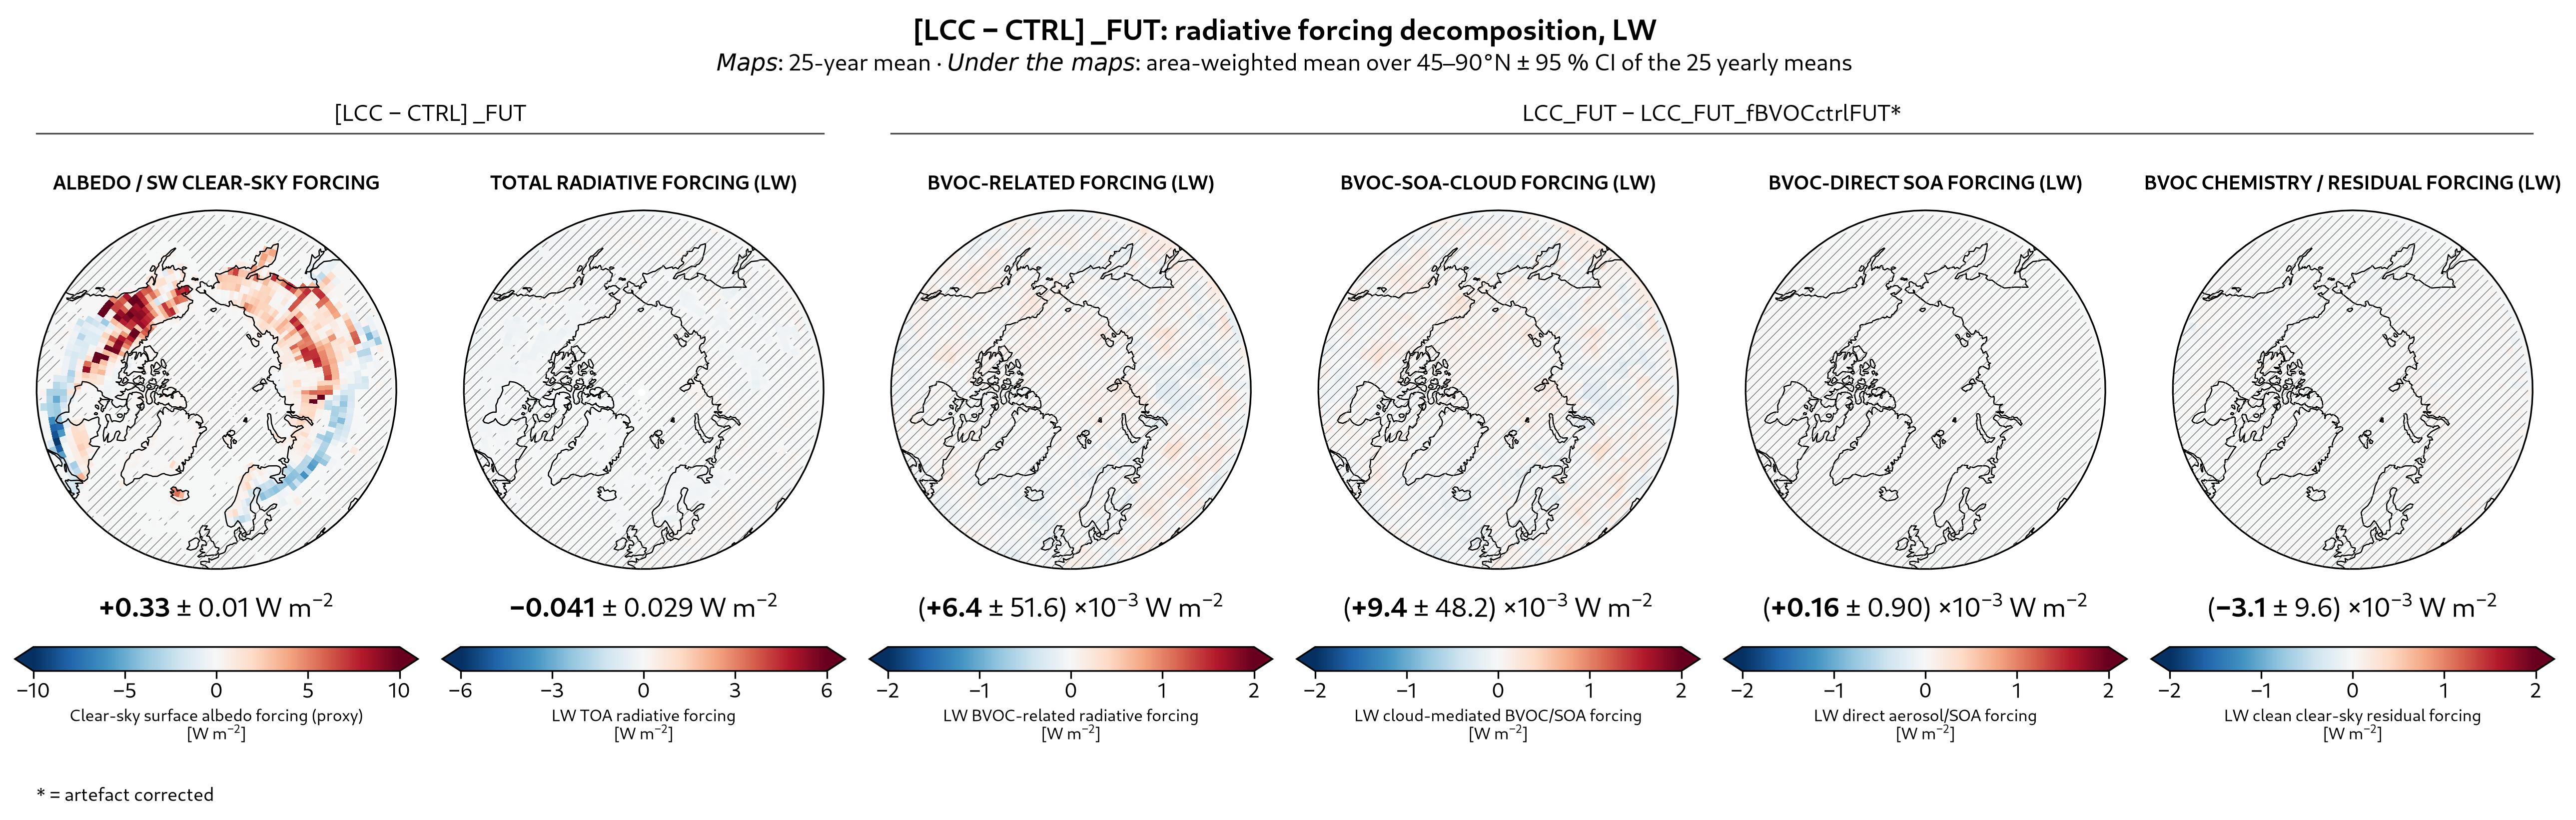 [LCC − CTRL] _FUT: radiative forcing decomposition, LW
Maps: 25-year mean · Under the maps: area-weighted mean over 45–90°N ± 95 % CI of the 25 yearly means
[LCC − CTRL] _FUT
LCC_FUT − LCC_FUT_fBVOCctrlFUT*
ALBEDO / SW CLEAR-SKY FORCING
TOTAL RADIATIVE FORCING (LW)
BVOC-RELATED FORCING (LW)
BVOC-SOA-CLOUD FORCING (LW)
BVOC-DIRECT SOA FORCING (LW)
BVOC CHEMISTRY / RESIDUAL FORCING (LW)
+0.33 ± 0.01 W m⁻²
−0.041 ± 0.029 W m⁻²
(+6.4 ± 51.6) ×10⁻³ W m⁻²
(+9.4 ± 48.2) ×10⁻³ W m⁻²
(+0.16 ± 0.90) ×10⁻³ W m⁻²
(−3.1 ± 9.6) ×10⁻³ W m⁻²
−10 −5 0 5 10
−6 −3 0 3 6
−2 −1 0 1 2
−2 −1 0 1 2
−2 −1 0 1 2
−2 −1 0 1 2
Clear-sky surface albedo forcing (proxy)
[W m⁻²]
LW TOA radiative forcing
[W m⁻²]
LW BVOC-related radiative forcing
[W m⁻²]
LW cloud-mediated BVOC/SOA forcing
[W m⁻²]
LW direct aerosol/SOA forcing
[W m⁻²]
LW clean clear-sky residual forcing
[W m⁻²]
* = artefact corrected